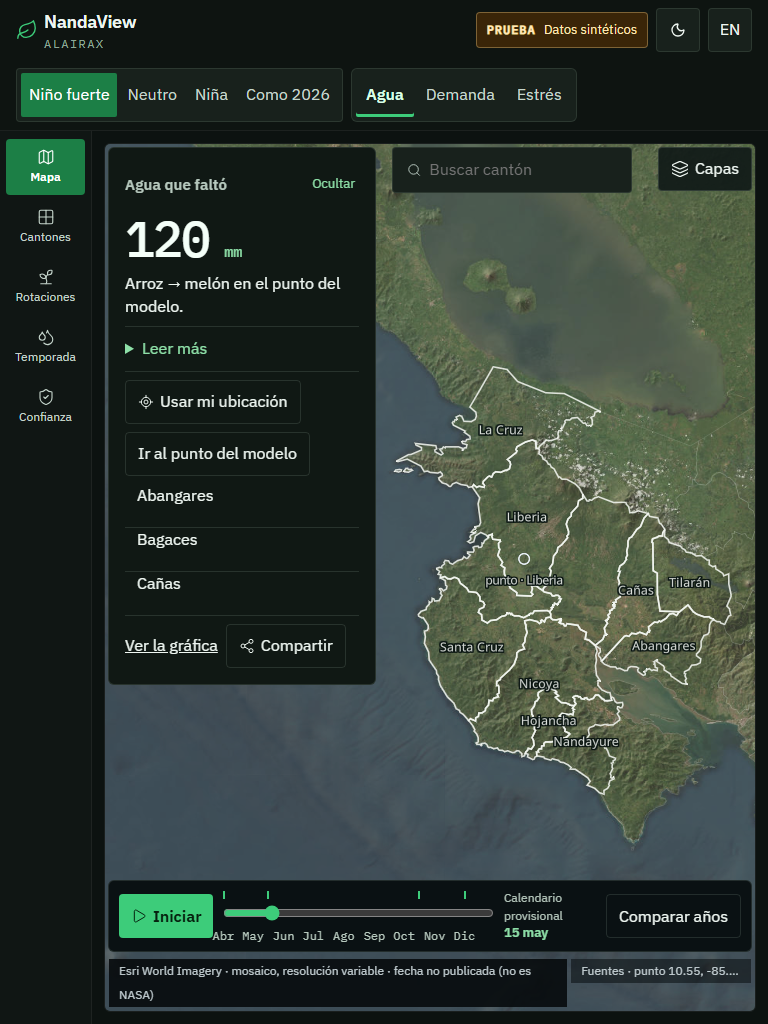 NandaView
ALAIRAX
PRUEBA Datos sintéticos
EN
Niño fuerte Neutro Niña Como 2026
Agua Demanda Estrés
Mapa
Cantones
Rotaciones
Temporada
Confianza
Agua que faltó Ocultar
120 mm
Arroz → melón en el punto del
modelo.
Leer más
Usar mi ubicación
Ir al punto del modelo
Abangares
Bagaces
Cañas
Ver la gráfica Compartir
Buscar cantón
Capas
La Cruz
Liberia
punto · Liberia
Cañas
Tilarán
Santa Cruz
Abangares
Nicoya
Hojancha
Nandayure
Iniciar
Abr May Jun Jul Ago Sep Oct Nov Dic
Calendario
provisional
15 may
Comparar años
Esri World Imagery · mosaico, resolución variable · fecha no publicada (no es
NASA)
Fuentes · punto 10.55, -85....